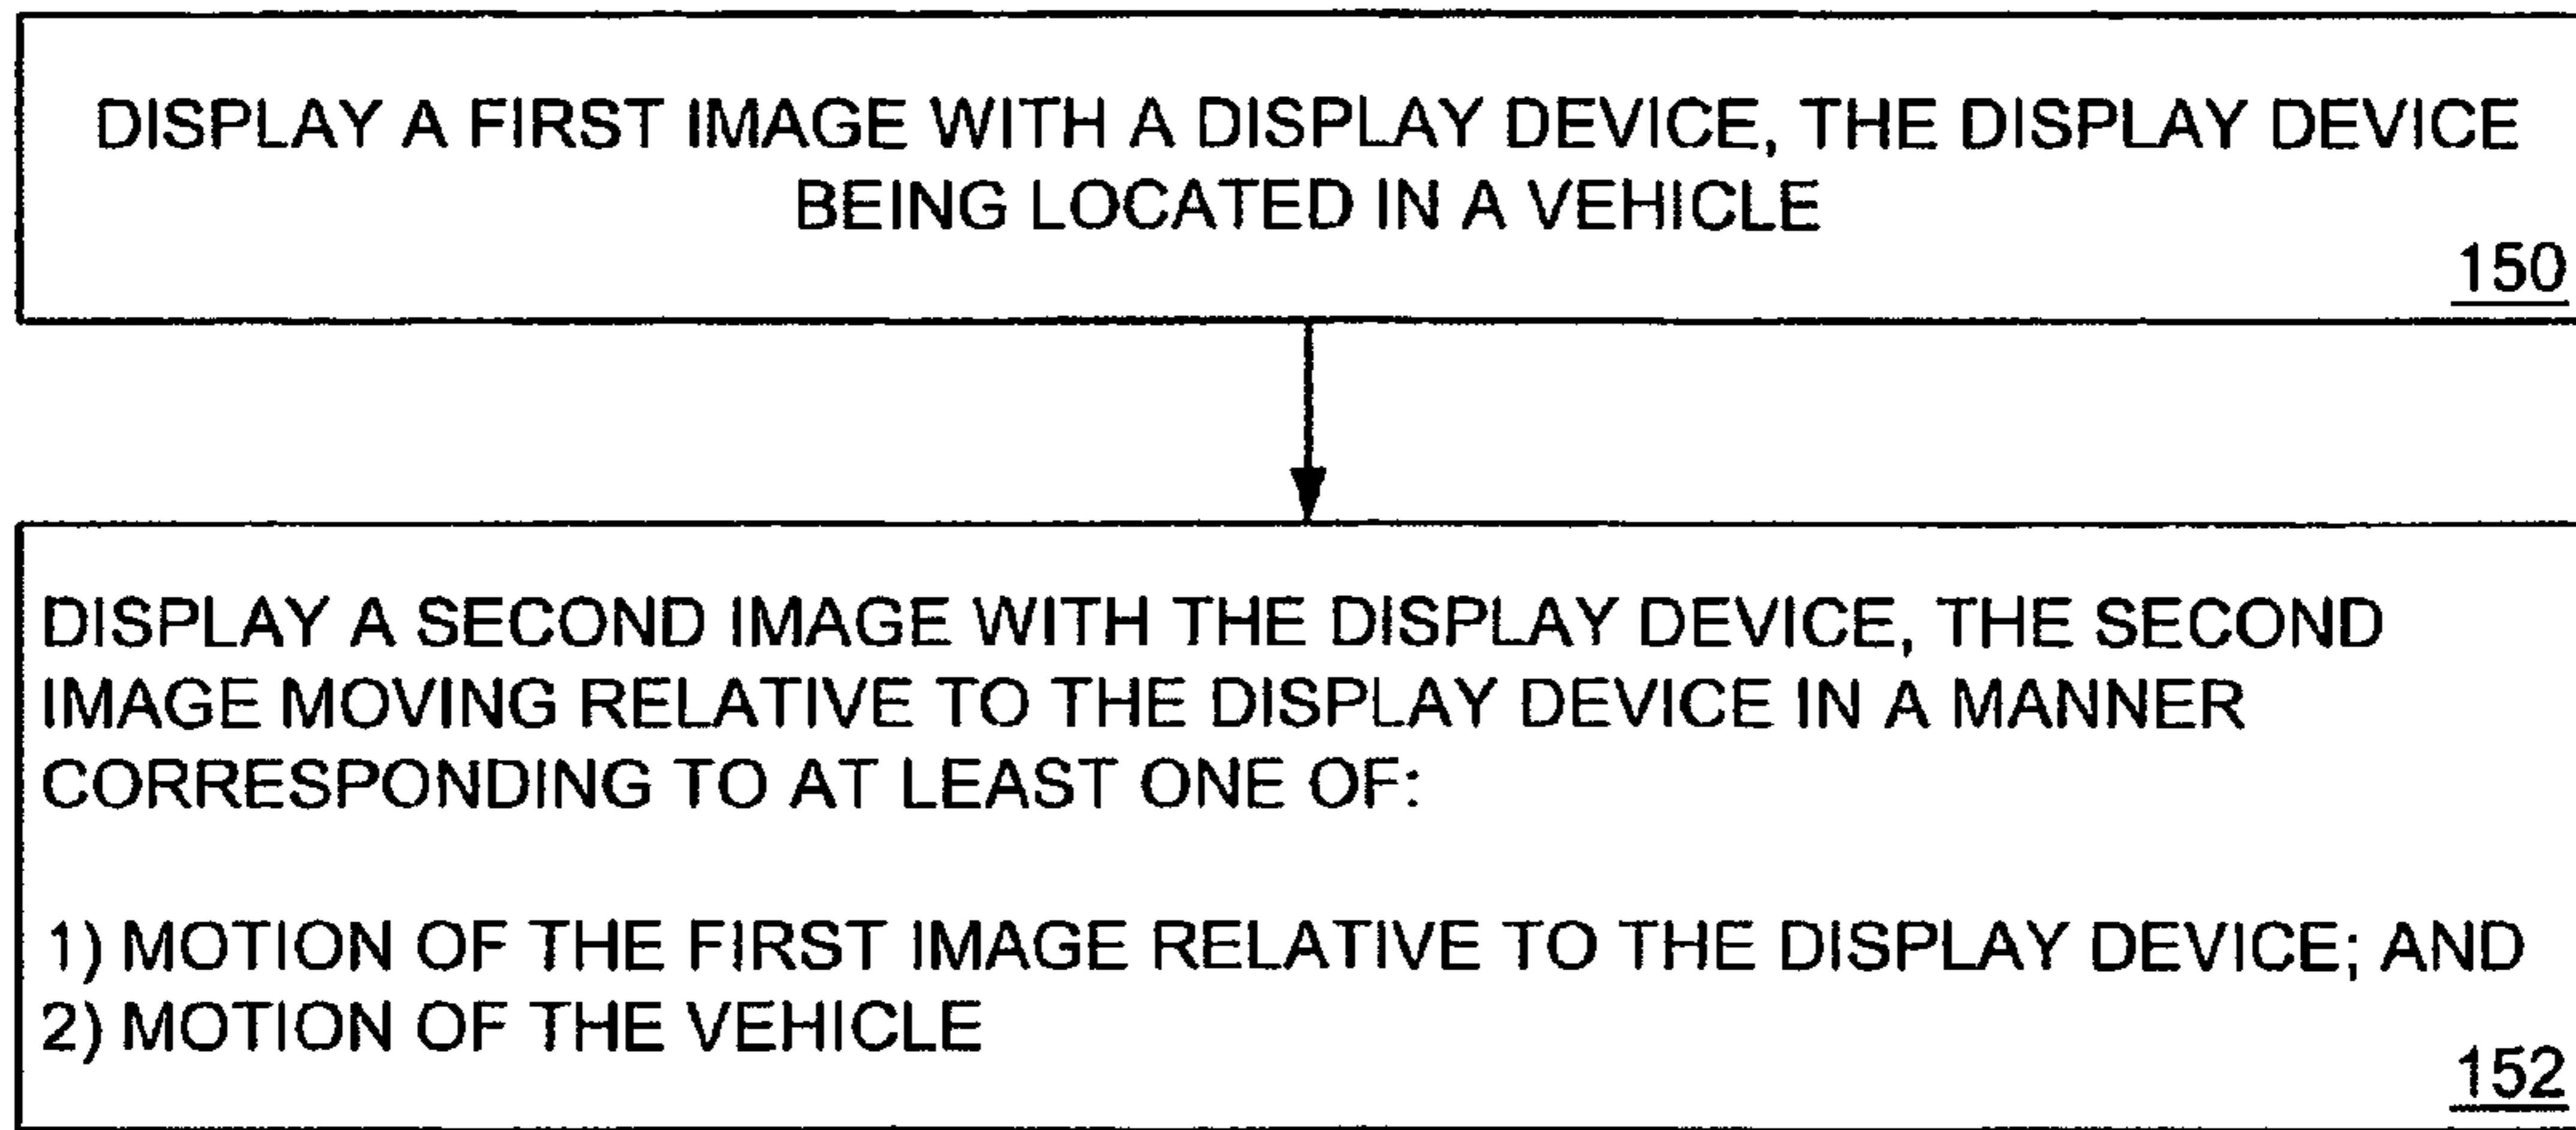 DISPLAY A FIRST IMAGE WITH A DISPLAY DEVICE, THE DISPLAY DEVICE
BEING LOCATED IN A VEHICLE
150
DISPLAY A SECOND IMAGE WITH THE DISPLAY DEVICE, THE SECOND
IMAGE MOVING RELATIVE TO THE DISPLAY DEVICE IN A MANNER
CORRESPONDING TO AT LEAST ONE OF:
1) MOTION OF THE FIRST IMAGE RELATIVE TO THE DISPLAY DEVICE; AND
2) MOTION OF THE VEHICLE
152